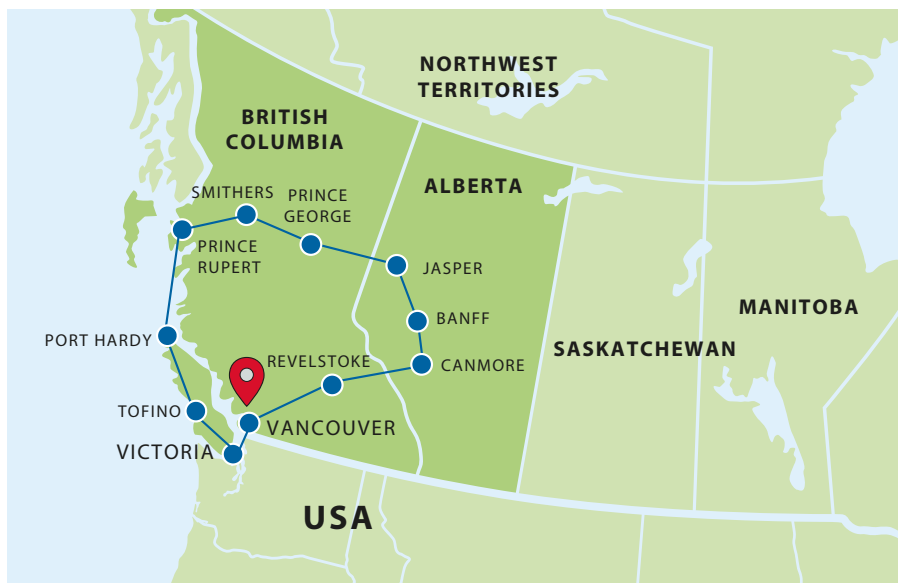 NORTHWEST
TERRITORIES
BRITISH
COLUMBIA
ALBERTA
SMITHERS
PRINCE
GEORGE
PRINCE
RUPERT
JASPER
BANFF
MANITOBA
PORT HARDY
SASKATCHEWAN
REVELSTOKE
CANMORE
TOFINO
VANCOUVER
VICTORIA
USA